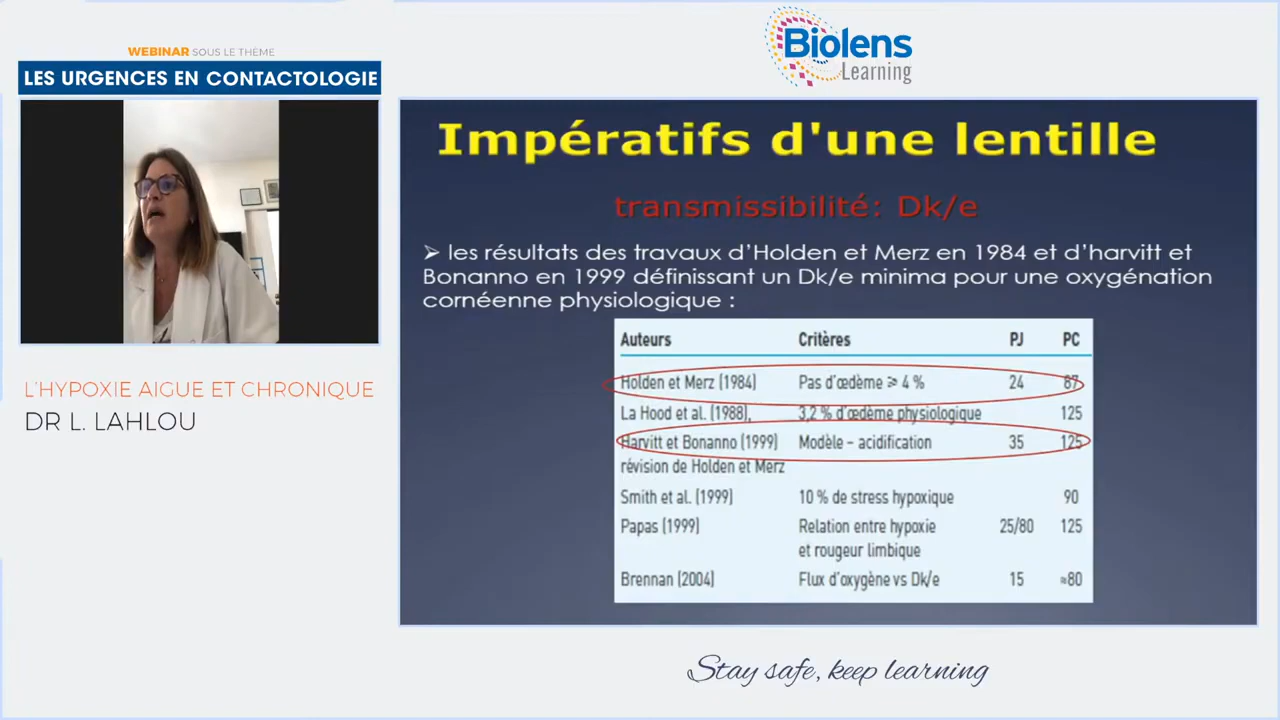 WEBINAR SOUS LE THÈME
LES URGENCES EN CONTACTOLOGIE
L'HYPOXIE AIGUE ET CHRONIQUE
DR L. LAHLOU
Biolens
Learning
Impératifs d'une lentille
transmissibilité: Dk/e
➢ les résultats des travaux d'Holden et Merz en 1984 et d'harvitt et
Bonanno en 1999 définissant un Dk/e minima pour une oxygénation
cornéenne physiologique :
Auteurs Critères PJ PC
Holden et Merz (1984) Pas d'œdème ≥ 4 % 24 87
La Hood et al. (1988), 3,2 % d'œdème physiologique 125
Harvitt et Bonanno (1999) Modèle – acidification 35 125
révision de Holden et Merz
Smith et al. (1999) 10 % de stress hypoxique 90
Papas (1999) Relation entre hypoxie 25/80 125
et rougeur limbique
Brennan (2004) Flux d'oxygène vs Dk/e 15 ≈80
Stay safe, keep learning